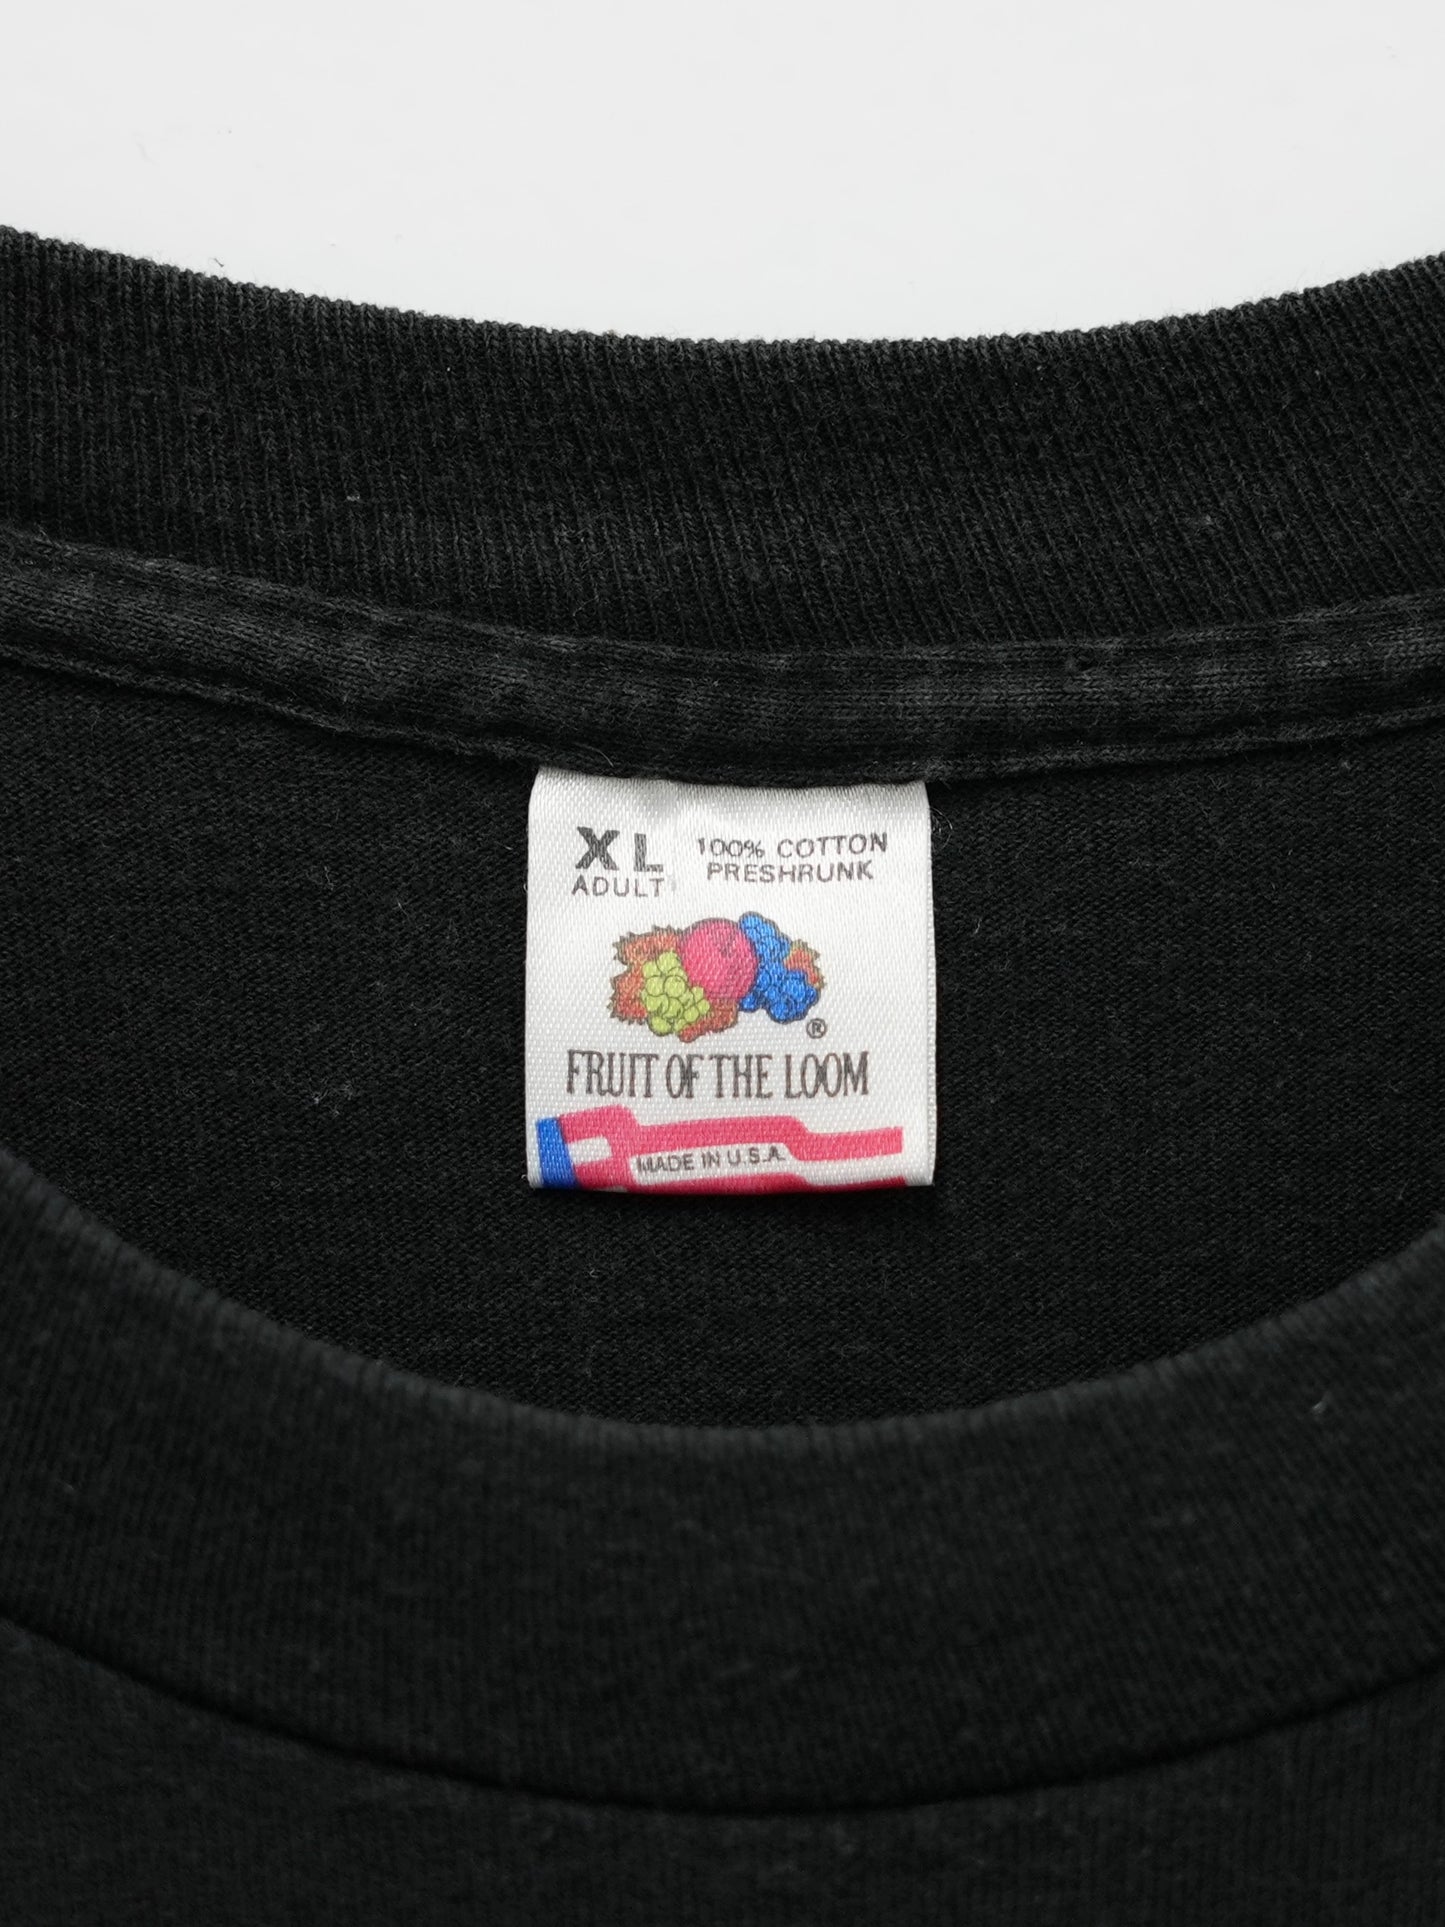 XL 100% COTTON
ADULT PRESHRUNK
®
FRUIT OF THE LOOM
MADE IN U.S.A.